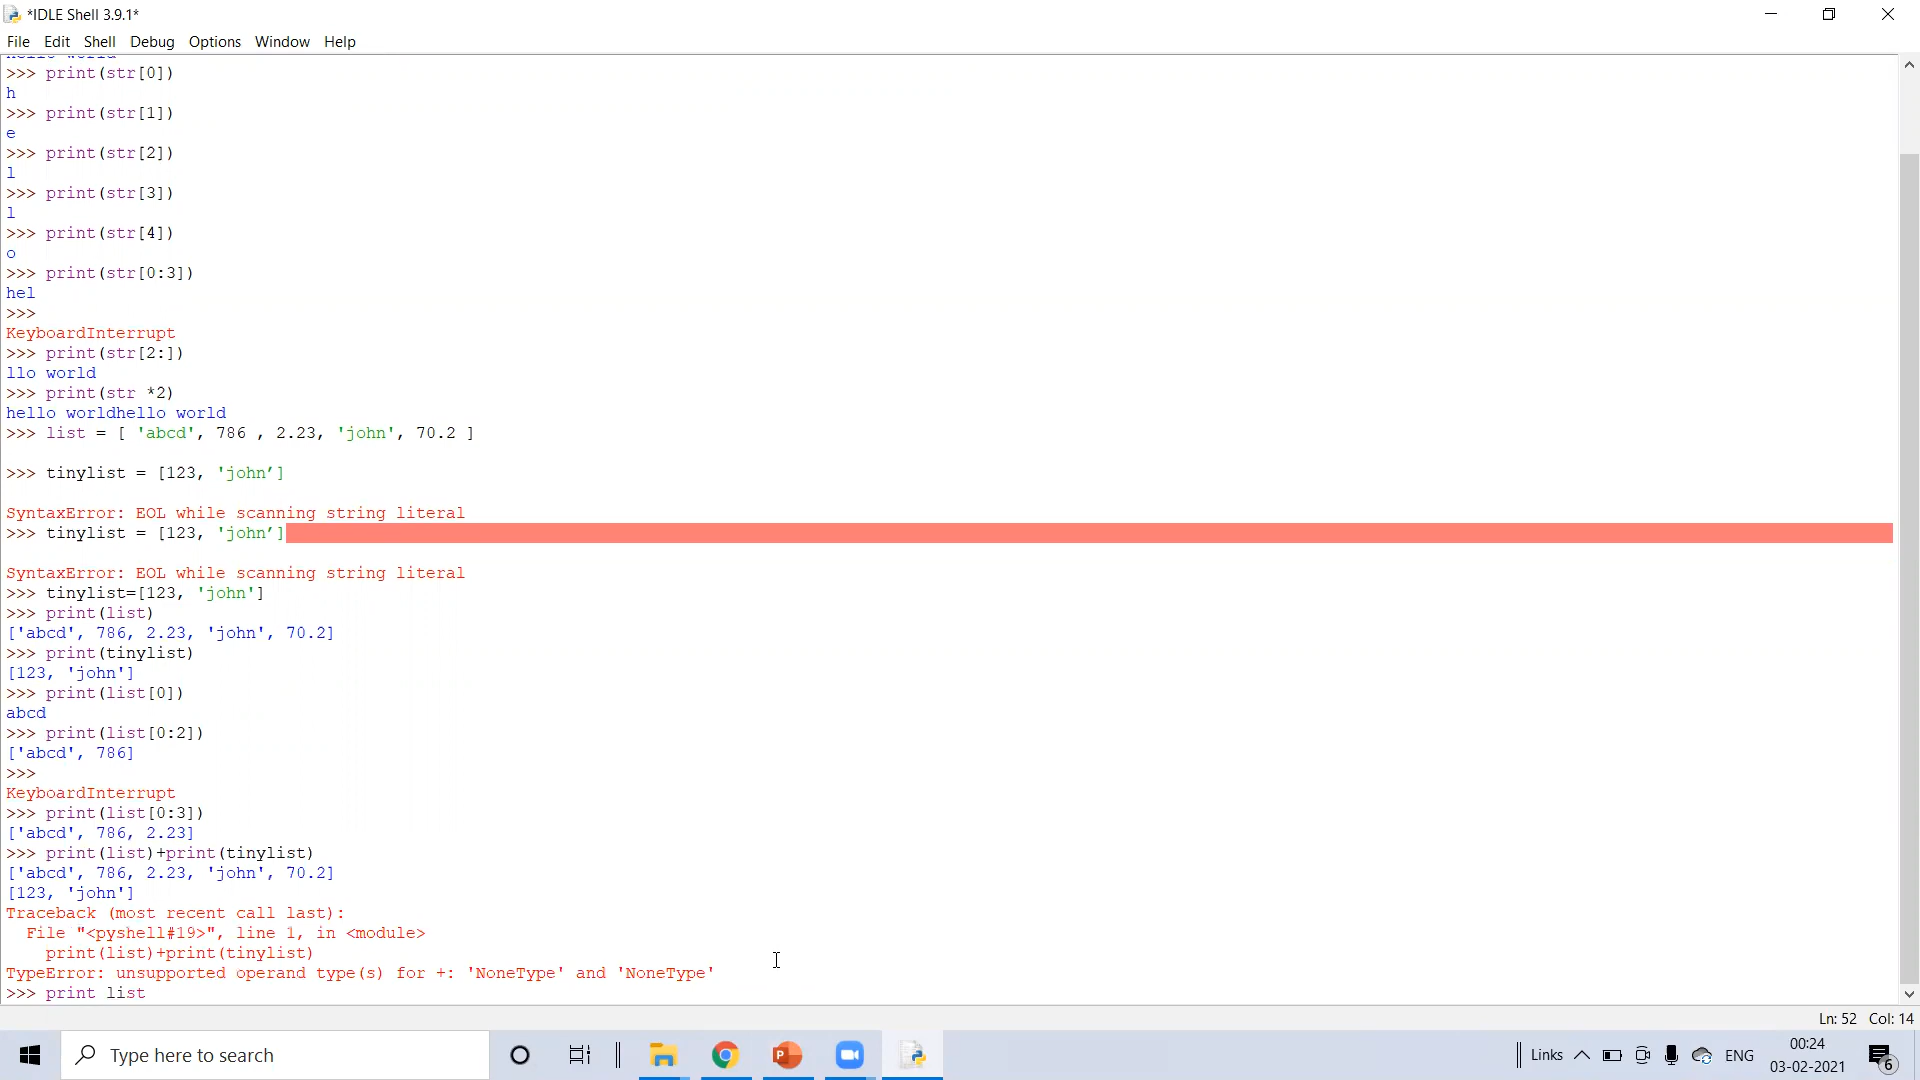 *IDLE Shell 3.9.1*
File Edit Shell Debug Options Window Help
hello world
>>> print(str[0])
h
>>> print(str[1])
e
>>> print(str[2])
l
>>> print(str[3])
l
>>> print(str[4])
o
>>> print(str[0:3])
hel
>>>
KeyboardInterrupt
>>> print(str[2:])
llo world
>>> print(str *2)
hello worldhello world
>>> list = [ 'abcd', 786 , 2.23, 'john', 70.2 ]
>>> tinylist = [123, 'john’]
SyntaxError: EOL while scanning string literal
>>> tinylist = [123, 'john’]
SyntaxError: EOL while scanning string literal
>>> tinylist=[123, 'john']
>>> print(list)
['abcd', 786, 2.23, 'john', 70.2]
>>> print(tinylist)
[123, 'john']
>>> print(list[0])
abcd
>>> print(list[0:2])
['abcd', 786]
>>>
KeyboardInterrupt
>>> print(list[0:3])
['abcd', 786, 2.23]
>>> print(list)+print(tinylist)
['abcd', 786, 2.23, 'john', 70.2]
[123, 'john']
Traceback (most recent call last):
  File "<pyshell#19>", line 1, in <module>
    print(list)+print(tinylist)
TypeError: unsupported operand type(s) for +: 'NoneType' and 'NoneType'
>>> print list
Ln: 52 Col: 14
Type here to search
Links
ENG
00:24
03-02-2021
6